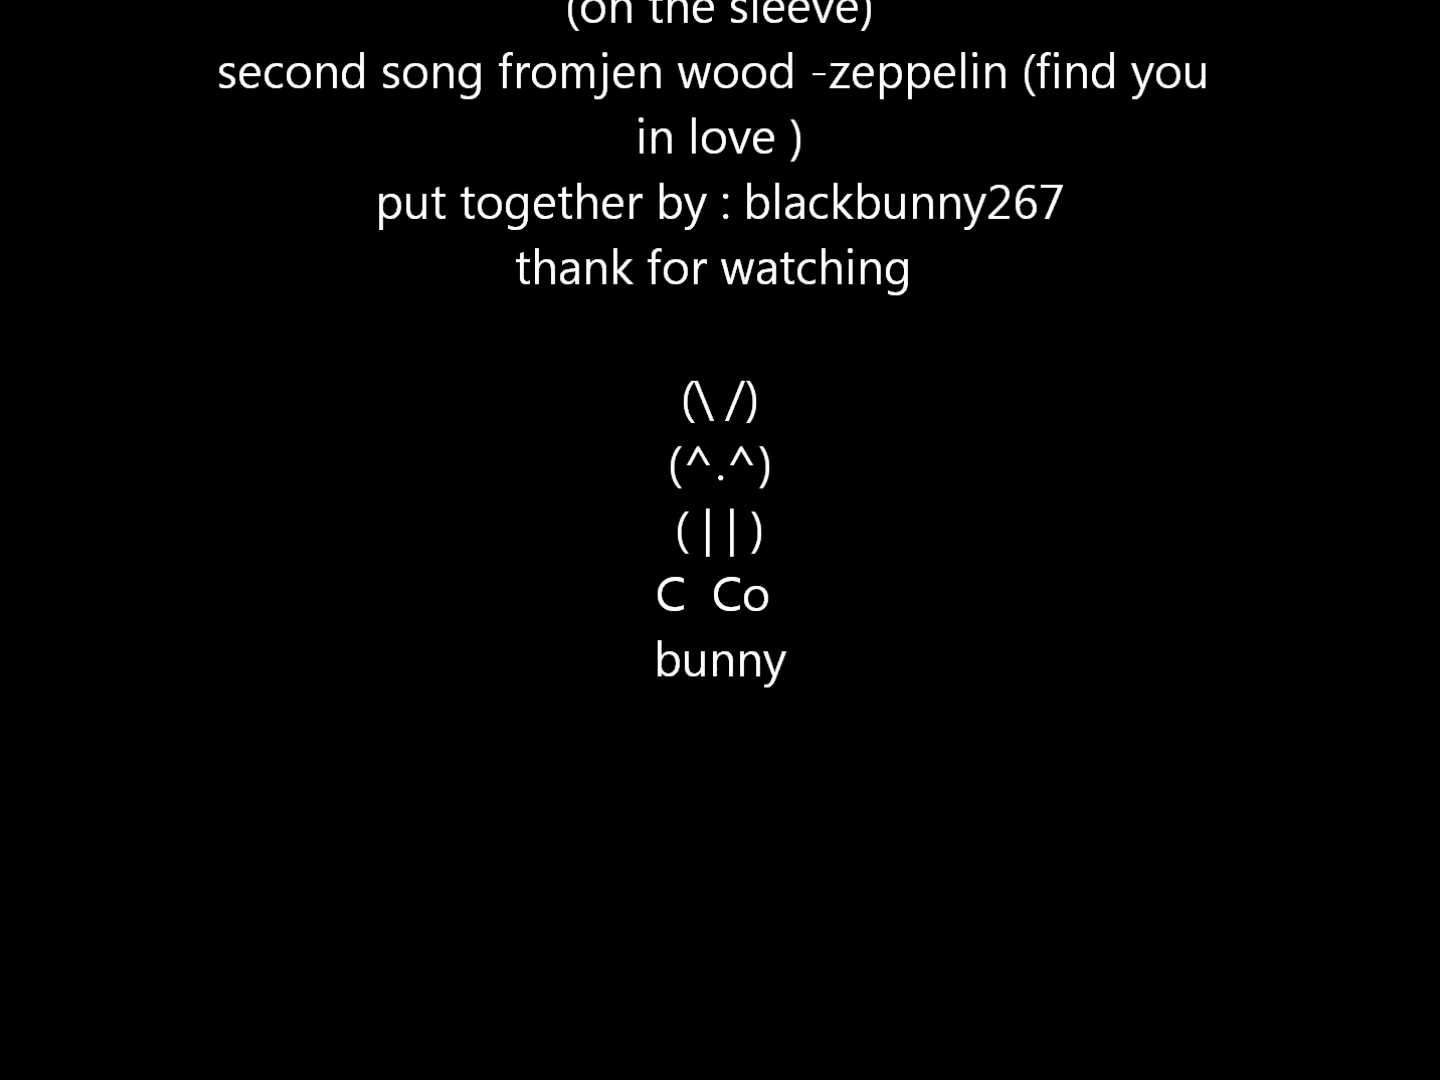 (on the sleeve)
second song fromjen wood -zeppelin (find you
in love )
put together by : blackbunny267
thank for watching
(\ /)
(^.^)
( || )
C  Co
bunny